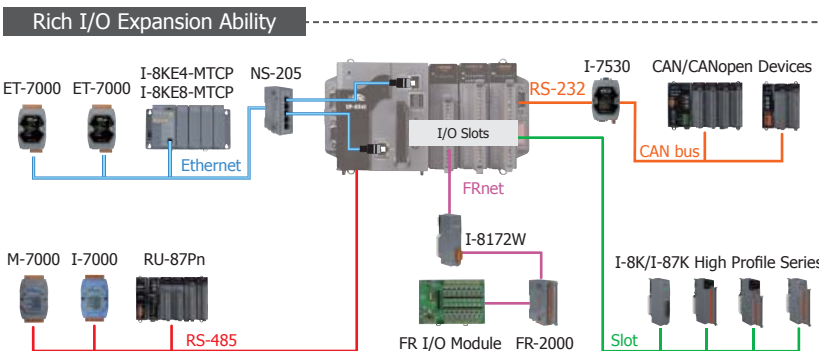 Rich I/O Expansion Ability
ET-7000
ET-7000
I-8KE4-MTCP
I-8KE8-MTCP
NS-205
I/O Slots
RS-232
I-7530
CAN/CANopen Devices
Ethernet
CAN bus
FRnet
M-7000
I-7000
RU-87Pn
I-8172W
I-8K/I-87K High Profile Series
RS-485
FR I/O Module
FR-2000
Slot